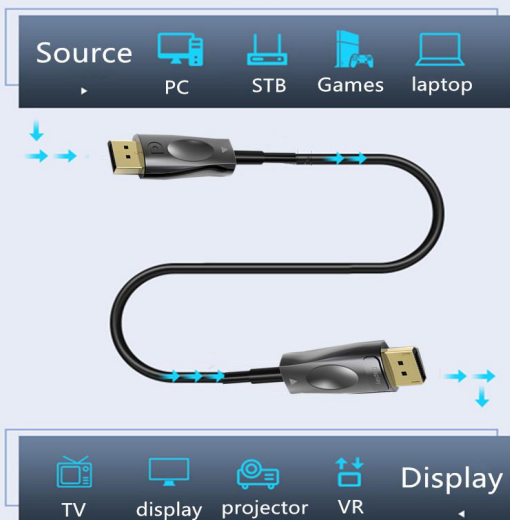 Source
PC
STB
Games
laptop
TV
display
projector
VR
Display